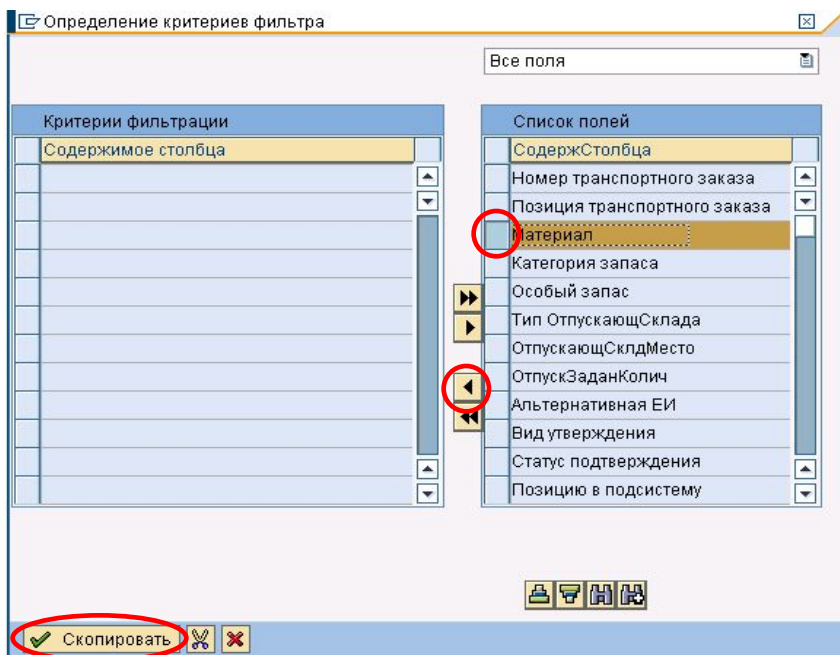 Определение критериев фильтра
Все поля
Критерии фильтрации
Содержимое столбца
Список полей
СодержСтолбца
Номер транспортного заказа
Позиция транспортного заказа
Материал
Категория запаса
Особый запас
Тип ОтпускающСклада
ОтпускающСклдМесто
ОтпускЗаданКолич
Альтернативная ЕИ
Вид утверждения
Статус подтверждения
Позицию в подсистему
Скопировать